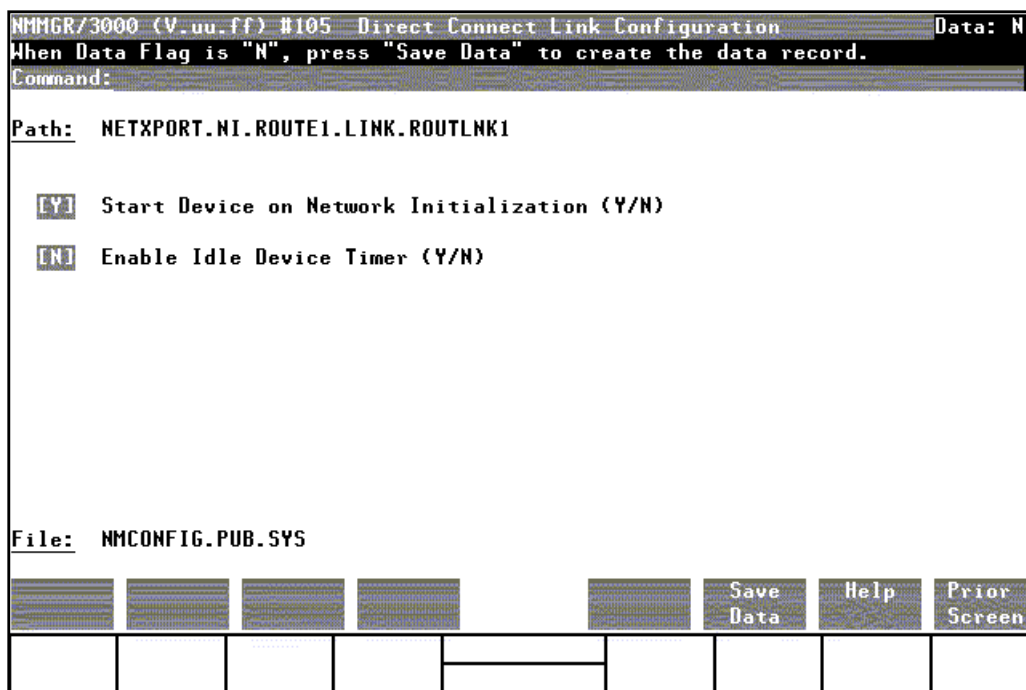 NMMGR/3000 (V.uu.ff) #105 Direct Connect Link Configuration Data: N
When Data Flag is "N", press "Save Data" to create the data record.
Command:
Path: NETXPORT.NI.ROUTE1.LINK.ROUTLNK1
[Y] Start Device on Network Initialization (Y/N)
[N] Enable Idle Device Timer (Y/N)
File: NMCONFIG.PUB.SYS
Save Data
Help
Prior Screen